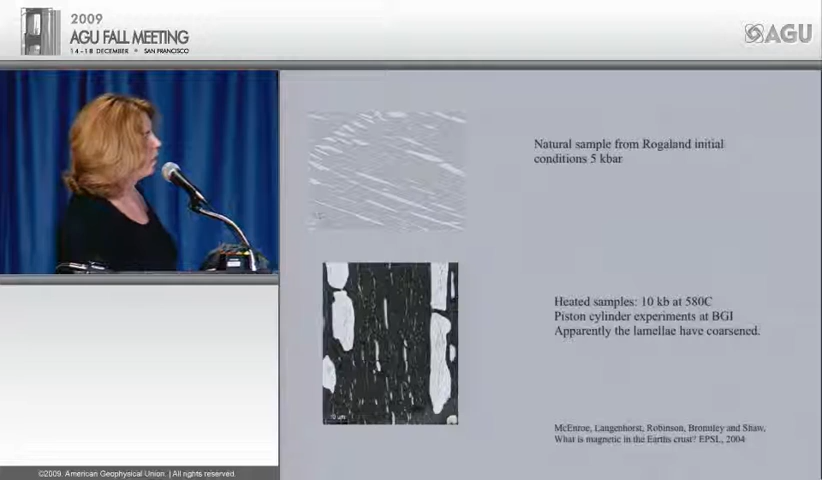 2009
AGU FALL MEETING
14-18 DECEMBER • SAN FRANCISCO
AGU
Natural sample from Rogaland initial
conditions 5 kbar
Heated samples: 10 kb at 580C
Piston cylinder experiments at BGI
Apparently the lamellae have coarsened.
McEnroe, Langenhorst, Robinson, Bromiley and Shaw,
What is magnetic in the Earths crust? EPSL, 2004
©2009. American Geophysical Union. | All rights reserved.